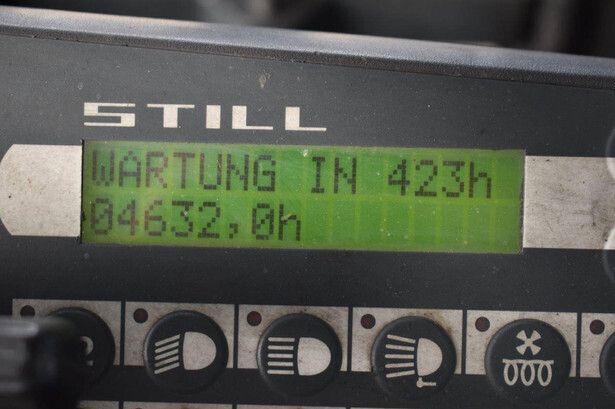 STILL
WARTUNG IN 423h
04632,0h